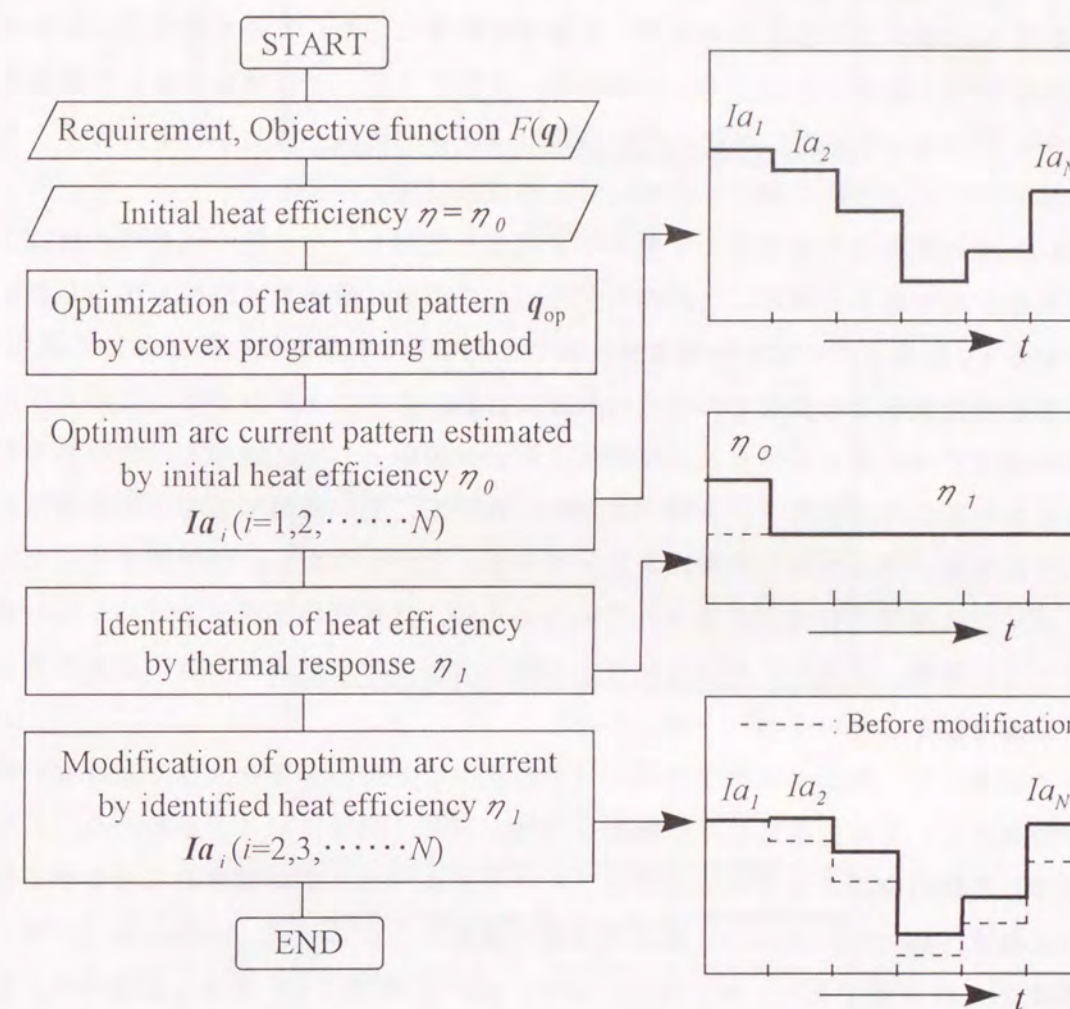 START
Requirement, Objective function F(q)
Initial heat efficiency η = η0
Optimization of heat input pattern qop
by convex programming method
Optimum arc current pattern estimated
by initial heat efficiency η0
Iai (i=1,2,······N)
Identification of heat efficiency
by thermal response η1
Modification of optimum arc current
by identified heat efficiency η1
Iai (i=2,3,······N)
END
Ia1
Ia2
IaN
t
η0
η1
t
: Before modification
Ia1
Ia2
IaN
t